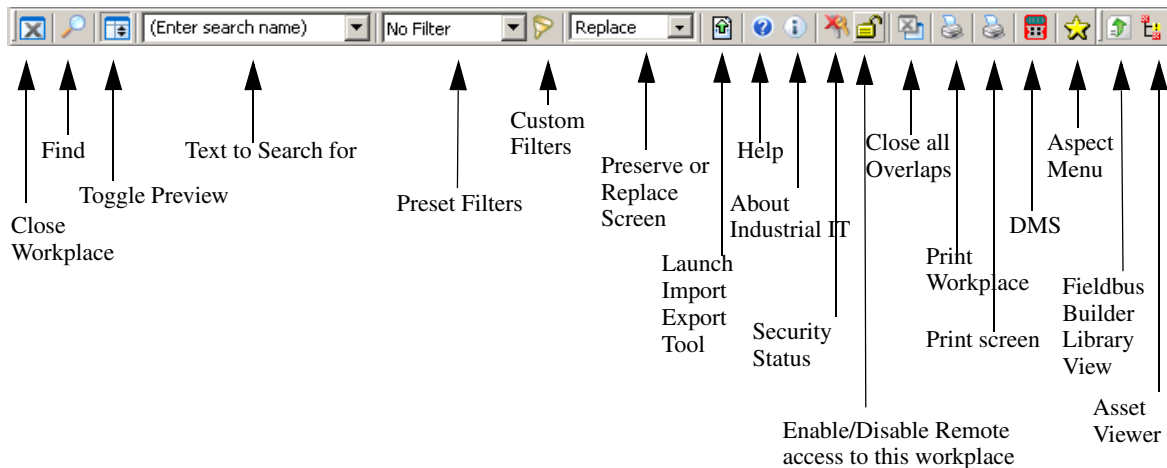 (Enter search name)
No Filter
Replace
Find
Text to Search for
Custom
Filters
Help
Close all
Overlaps
Aspect
Menu
Toggle Preview
Preset Filters
Preserve or
Replace
Screen
About
Industrial IT
DMS
Close
Workplace
Launch
Import
Export
Tool
Print
Workplace
Fieldbus
Builder
Library
View
Security
Status
Print screen
Asset
Viewer
Enable/Disable Remote
access to this workplace